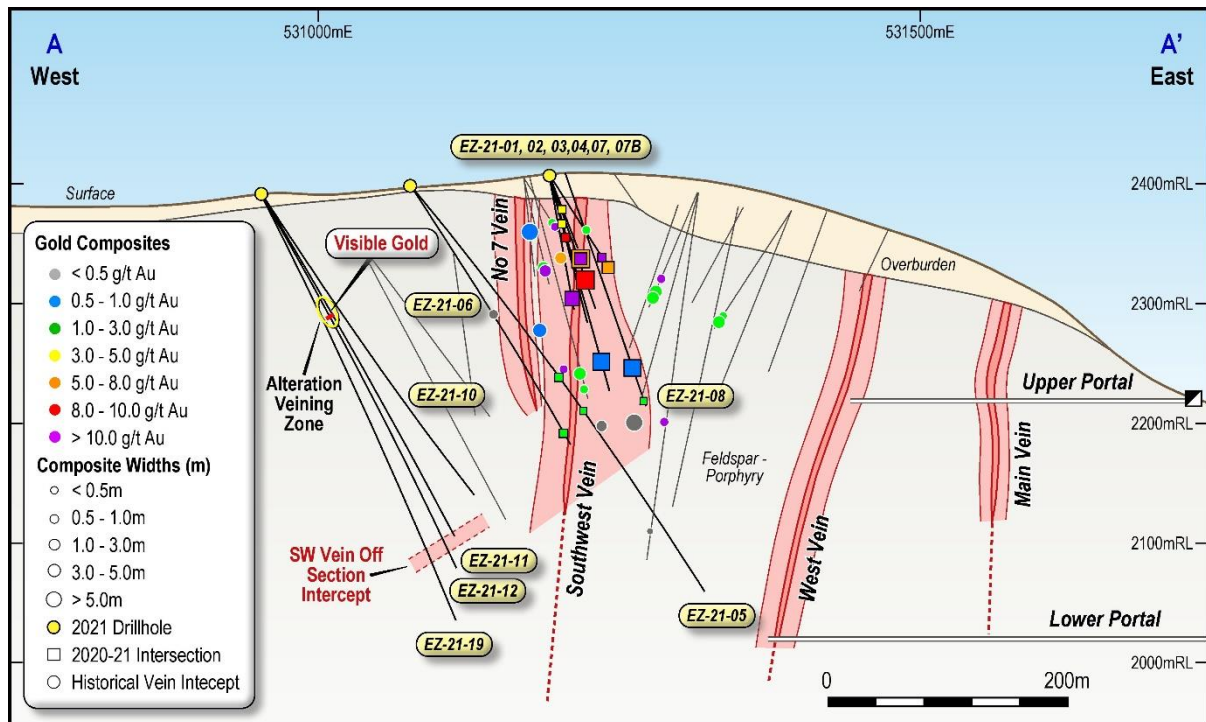 531000mE
531500mE
A
West
A'
East
EZ-21-01, 02, 03,04,07, 07B
Surface
2400mRL
Gold Composites
< 0.5 g/t Au
0.5 - 1.0 g/t Au
1.0 - 3.0 g/t Au
3.0 - 5.0 g/t Au
5.0 - 8.0 g/t Au
8.0 - 10.0 g/t Au
> 10.0 g/t Au
Composite Widths (m)
< 0.5m
0.5 - 1.0m
1.0 - 3.0m
3.0 - 5.0m
> 5.0m
2021 Drillhole
2020-21 Intersection
Historical Vein Intecept
Visible Gold
No 7 Vein
Overburden
2300mRL
EZ-21-06
Alteration
Veining
Zone
EZ-21-10
EZ-21-08
Upper Portal
2200mRL
Feldspar -
Porphyry
Southwest Vein
West Vein
Main Vein
SW Vein Off
Section
Intercept
2100mRL
EZ-21-11
EZ-21-12
EZ-21-19
EZ-21-05
Lower Portal
2000mRL
0
200m